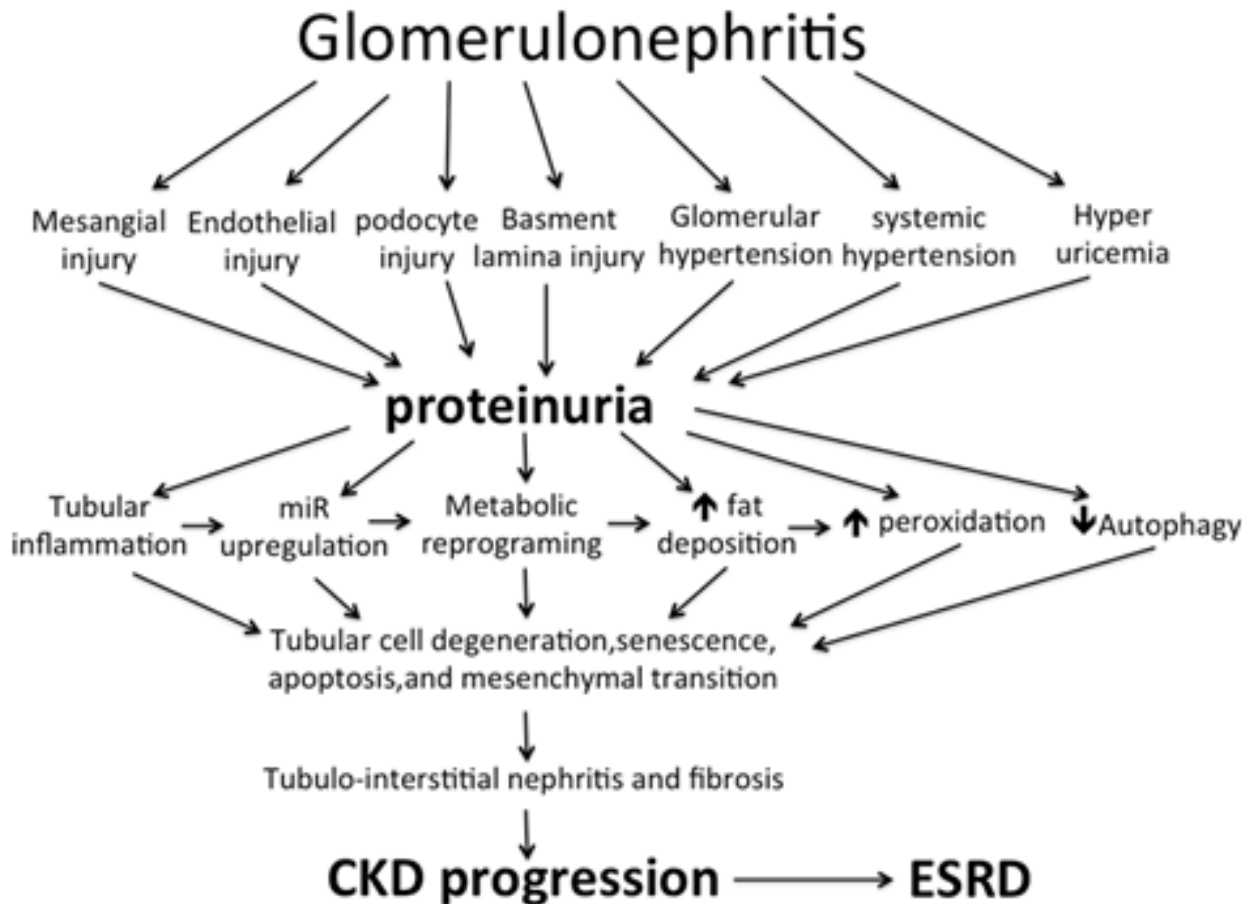 Glomerulonephritis
Mesangial injury
Endothelial injury
podocyte injury
Basment lamina injury
Glomerular hypertension
systemic hypertension
Hyper uricemia
proteinuria
Tubular inflammation
miR upregulation
Metabolic reprograming
↑ fat deposition
↑ peroxidation
↓ Autophagy
Tubular cell degeneration,senescence,
apoptosis,and mesenchymal transition
Tubulo-interstitial nephritis and fibrosis
CKD progression
ESRD